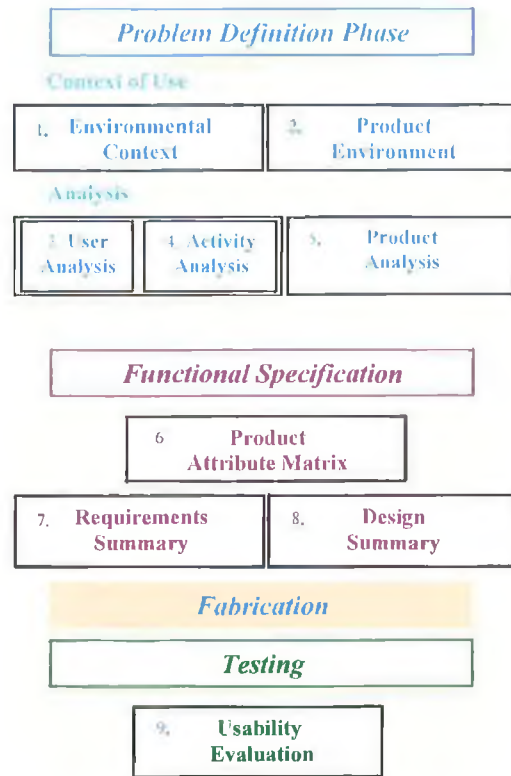 Problem Definition Phase
Context of Use
1. Environmental
Context
2. Product
Environment
Analysis
3. User
Analysis
4. Activity
Analysis
5. Product
Analysis
Functional Specification
6 Product
Attribute Matrix
7. Requirements
Summary
8. Design
Summary
Fabrication
Testing
9. Usability
Evaluation